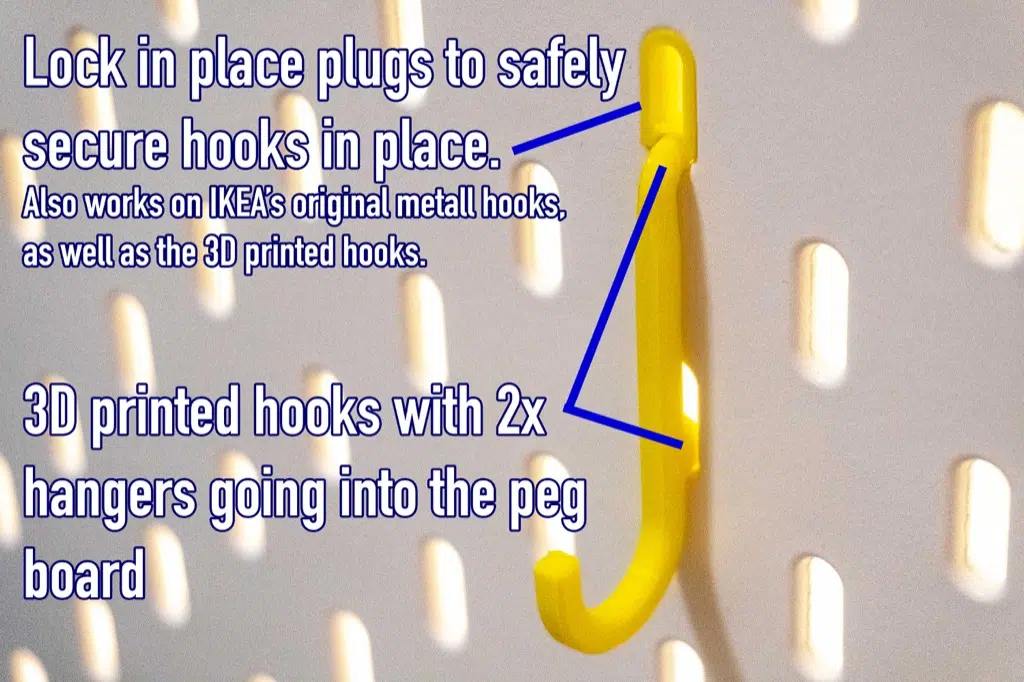 Lock in place plugs to safely
secure hooks in place.
Also works on IKEA's original metall hooks,
as well as the 3D printed hooks.
3D printed hooks with 2x
hangers going into the peg
board